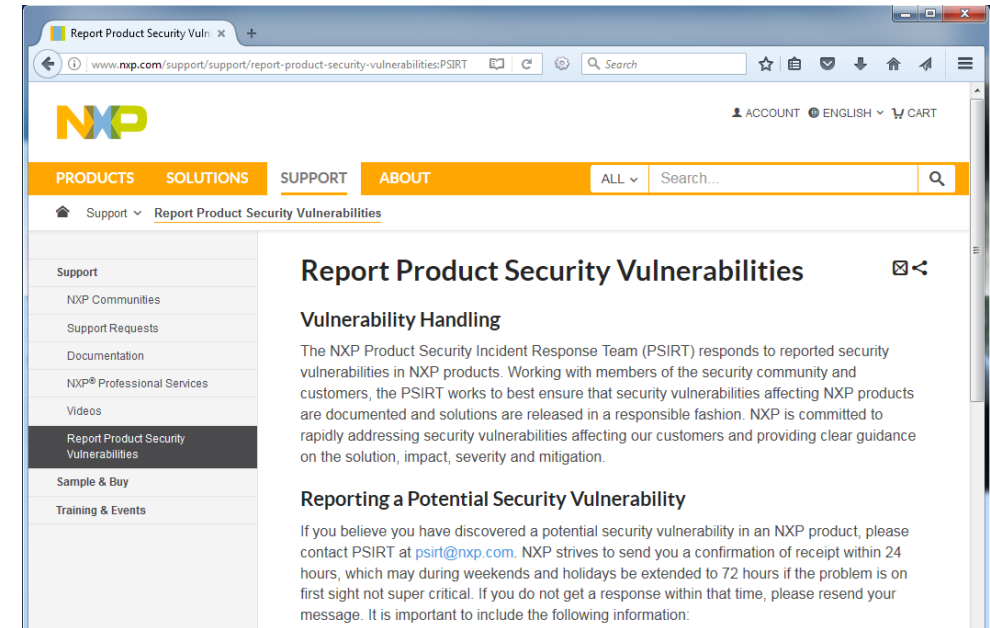 Report Product Security Vuln
www.nxp.com/support/support/report-product-security-vulnerabilities:PSIRT
Search
NXP
ACCOUNT ENGLISH CART
PRODUCTS SOLUTIONS SUPPORT ABOUT
ALL Search...
Support Report Product Security Vulnerabilities
Support
NXP Communities
Support Requests
Documentation
NXP® Professional Services
Videos
Report Product Security
Vulnerabilities
Sample & Buy
Training & Events
Report Product Security Vulnerabilities
Vulnerability Handling
The NXP Product Security Incident Response Team (PSIRT) responds to reported security
vulnerabilities in NXP products. Working with members of the security community and
customers, the PSIRT works to best ensure that security vulnerabilities affecting NXP products
are documented and solutions are released in a responsible fashion. NXP is committed to
rapidly addressing security vulnerabilities affecting our customers and providing clear guidance
on the solution, impact, severity and mitigation.
Reporting a Potential Security Vulnerability
If you believe you have discovered a potential security vulnerability in an NXP product, please
contact PSIRT at psirt@nxp.com. NXP strives to send you a confirmation of receipt within 24
hours, which may during weekends and holidays be extended to 72 hours if the problem is on
first sight not super critical. If you do not get a response within that time, please resend your
message. It is important to include the following information: